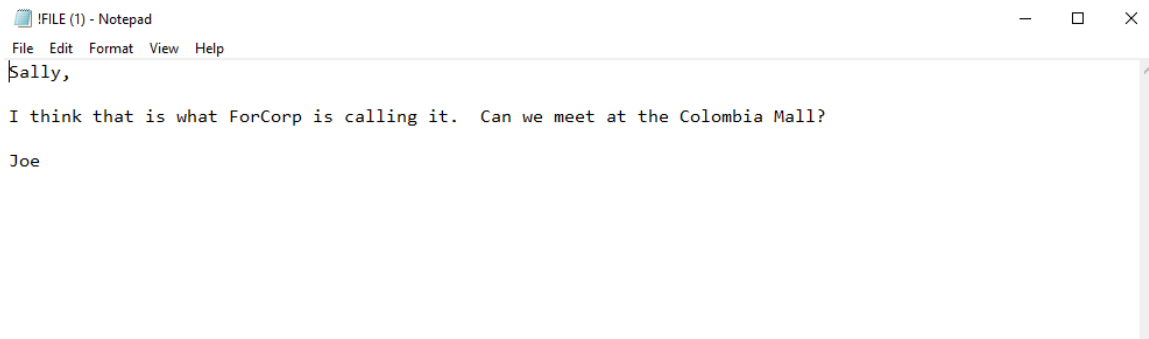 !FILE (1) - Notepad
File Edit Format View Help
Sally,
I think that is what ForCorp is calling it.  Can we meet at the Colombia Mall?
Joe